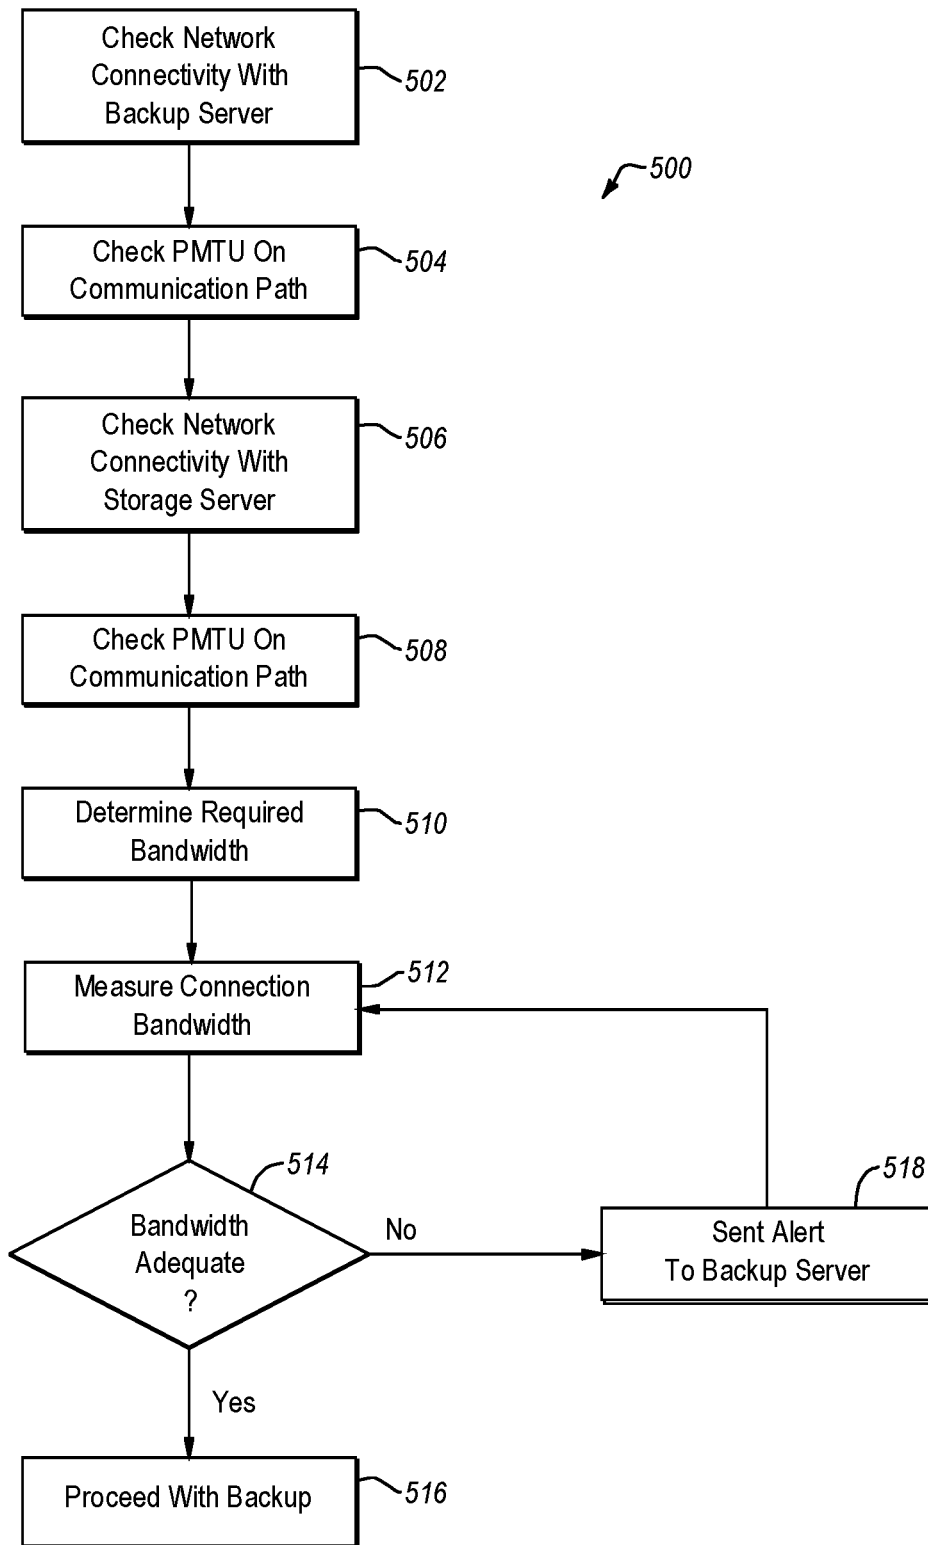 Check Network
Connectivity With
Backup Server
502
500
Check PMTU On
Communication Path
504
Check Network
Connectivity With
Storage Server
506
Check PMTU On
Communication Path
508
Determine Required
Bandwidth
510
Measure Connection
Bandwidth
512
Bandwidth
Adequate
?
514
No
Sent Alert
To Backup Server
518
Yes
Proceed With Backup
516